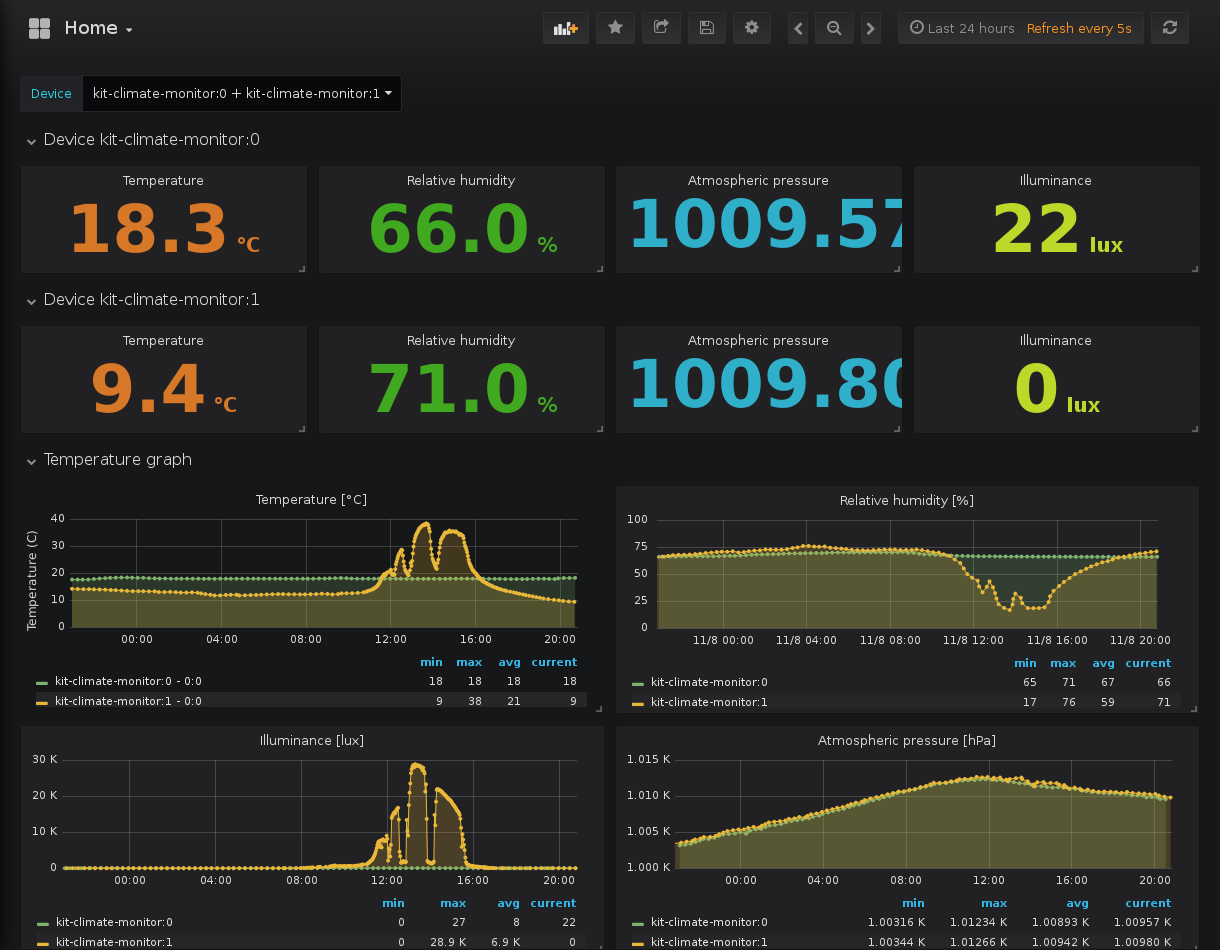 Home
Last 24 hours Refresh every 5s
Device kit-climate-monitor:0 + kit-climate-monitor:1
Device kit-climate-monitor:0
Temperature Relative humidity Atmospheric pressure Illuminance
18.3 °C 66.0 % 1009.57 22 lux
Device kit-climate-monitor:1
Temperature Relative humidity Atmospheric pressure Illuminance
9.4 °C 71.0 % 1009.80 0 lux
Temperature graph
Temperature [°C]
Temperature (C)
40
30
20
10
0
00:00 04:00 08:00 12:00 16:00 20:00
min max avg current
kit-climate-monitor:0 - 0:0 18 18 18 18
kit-climate-monitor:1 - 0:0 9 38 21 9
Relative humidity [%]
100
75
50
25
0
11/8 00:00 11/8 04:00 11/8 08:00 11/8 12:00 11/8 16:00 11/8 20:00
min max avg current
kit-climate-monitor:0 65 71 67 66
kit-climate-monitor:1 17 76 59 71
Illuminance [lux]
30 K
20 K
10 K
0
00:00 04:00 08:00 12:00 16:00 20:00
min max avg current
kit-climate-monitor:0 0 27 8 22
kit-climate-monitor:1 0 28.9 K 6.9 K 0
Atmospheric pressure [hPa]
1.015 K
1.010 K
1.005 K
1.000 K
00:00 04:00 08:00 12:00 16:00 20:00
min max avg current
kit-climate-monitor:0 1.00316 K 1.01234 K 1.00893 K 1.00957 K
kit-climate-monitor:1 1.00344 K 1.01266 K 1.00942 K 1.00980 K